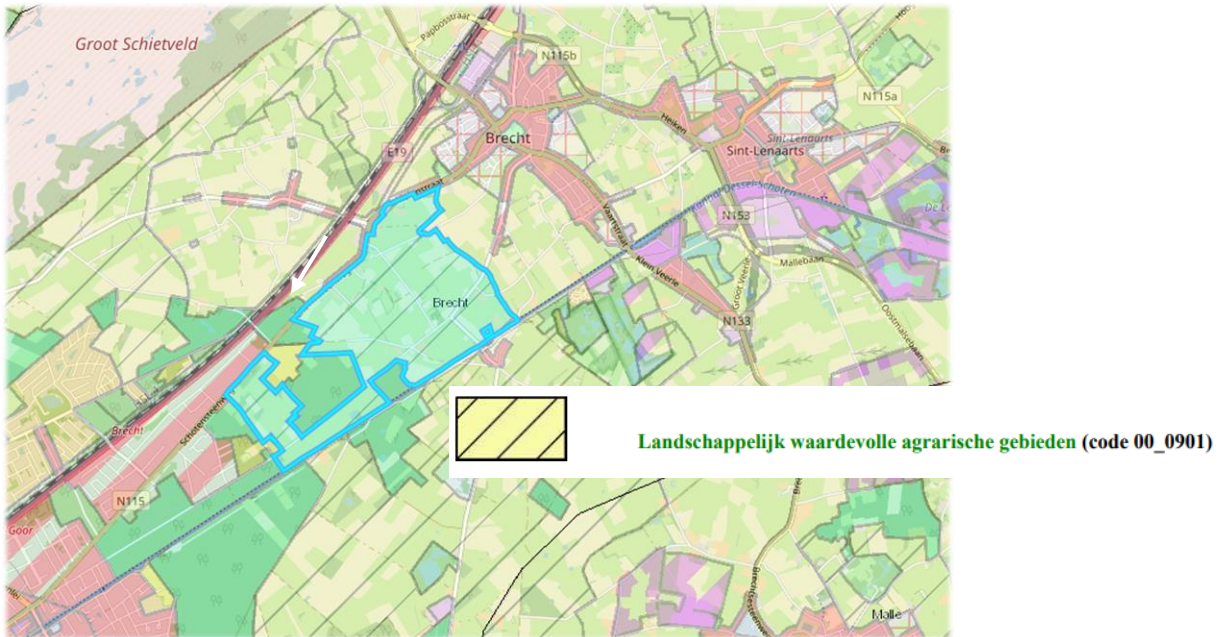 Papbosstraat
Groot Schietveld
N115b
N115a
Heiken
Brecht
Sint-Lenaarts
Sint-Lenaarts
E19
N153
Vaartstraat
Klein Veerle
Mallebaan
Groot Veerle
Brecht
N133
Oostmalsebaan
Brecht
Landschappelijk waardevolle agrarische gebieden (code 00_0901)
N115
Goor
Malle